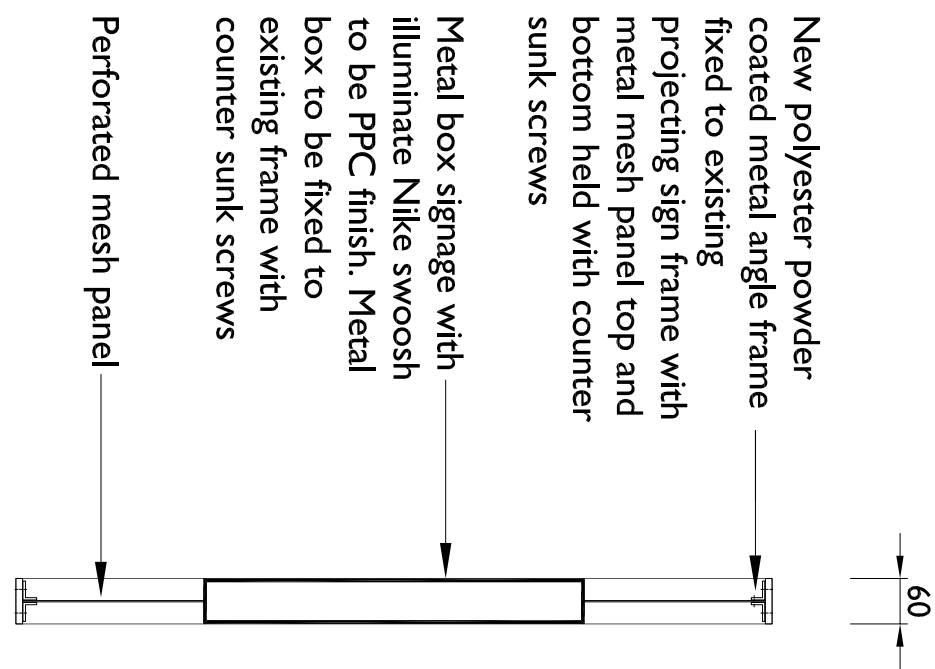 New polyester powder
coated metal angle frame
fixed to existing
projecting sign frame with
metal mesh panel top and
bottom held with counter
sunk screws
Metal box signage with
illuminate Nike swoosh
to be PPC finish. Metal
box to be fixed to
existing frame with
counter sunk screws
Perforated mesh panel
60